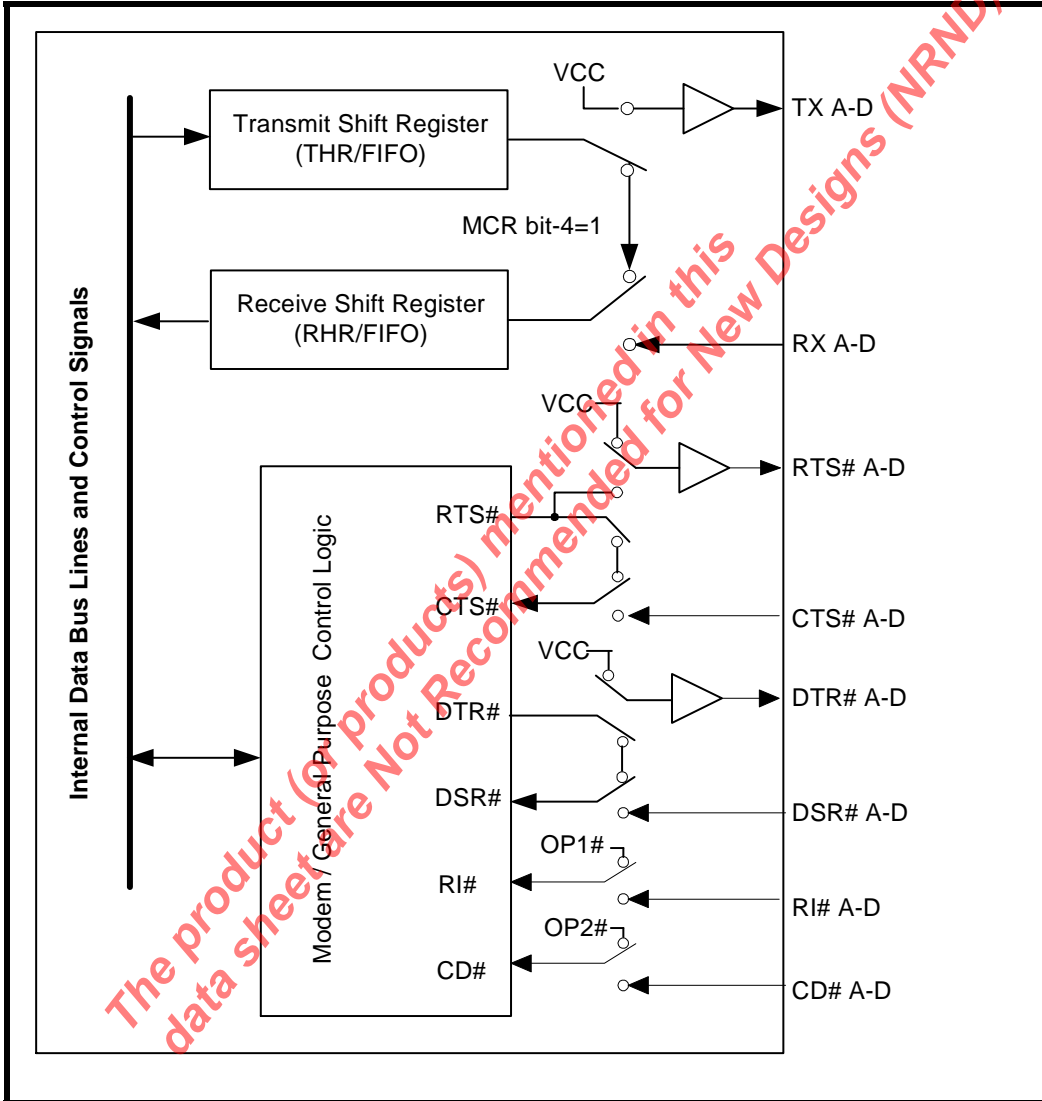 VCC
TX A-D
Transmit Shift Register
(THR/FIFO)
MCR bit-4=1
Receive Shift Register
(RHR/FIFO)
RX A-D
VCC
RTS# A-D
RTS#
CTS#
CTS# A-D
VCC
DTR# A-D
DTR#
DSR#
DSR# A-D
OP1#
RI#
RI# A-D
OP2#
CD#
CD# A-D
Internal Data Bus Lines and Control Signals
Modem / General Purpose Control Logic
The product (or products) mentioned in this
data sheet are Not Recommended for New Designs (NRND)